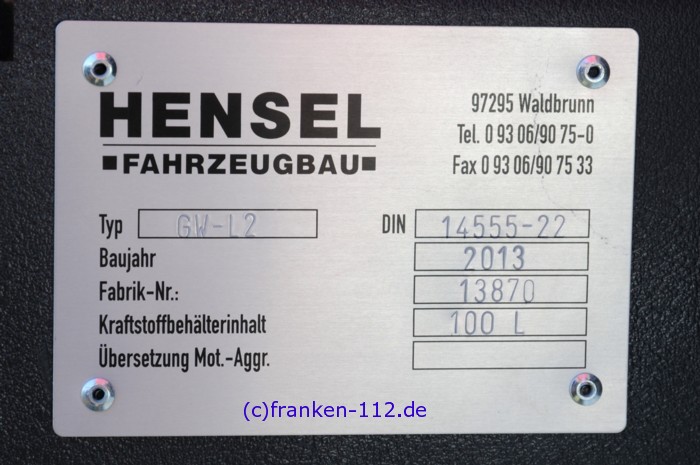 HENSEL
FAHRZEUGBAU
97295 Waldbrunn
Tel. 0 93 06/90 75-0
Fax 0 93 06/90 75 33
Typ GW-L2 DIN 14555-22
Baujahr 2013
Fabrik-Nr.: 13870
Kraftstoffbehälterinhalt 100 L
Übersetzung Mot.-Aggr.
(c)franken-112.de